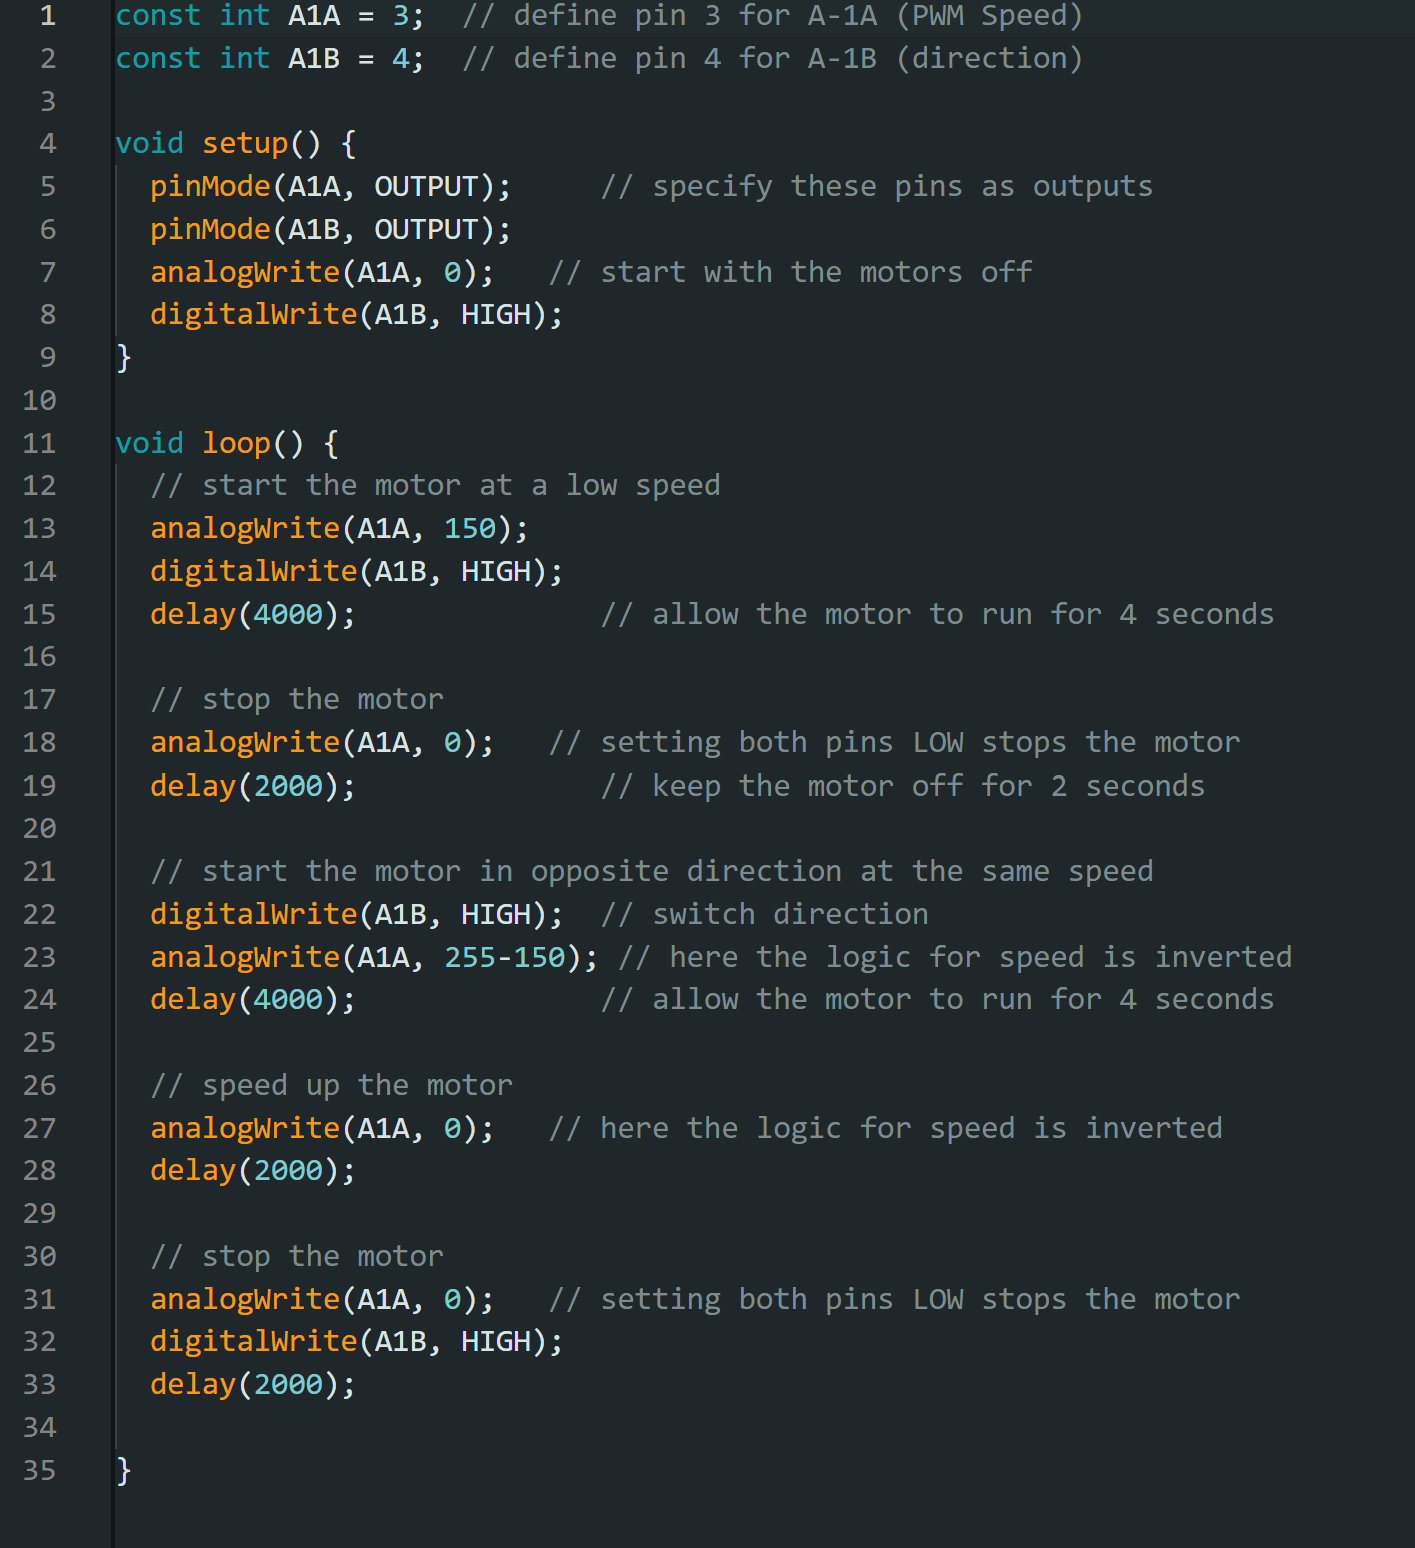 1 const int A1A = 3;  // define pin 3 for A-1A (PWM Speed)
2 const int A1B = 4;  // define pin 4 for A-1B (direction)
3
4 void setup() {
5   pinMode(A1A, OUTPUT);     // specify these pins as outputs
6   pinMode(A1B, OUTPUT);
7   analogWrite(A1A, 0);   // start with the motors off
8   digitalWrite(A1B, HIGH);
9 }
10
11 void loop() {
12   // start the motor at a low speed
13   analogWrite(A1A, 150);
14   digitalWrite(A1B, HIGH);
15   delay(4000);              // allow the motor to run for 4 seconds
16
17   // stop the motor
18   analogWrite(A1A, 0);   // setting both pins LOW stops the motor
19   delay(2000);              // keep the motor off for 2 seconds
20
21   // start the motor in opposite direction at the same speed
22   digitalWrite(A1B, HIGH);  // switch direction
23   analogWrite(A1A, 255-150); // here the logic for speed is inverted
24   delay(4000);              // allow the motor to run for 4 seconds
25
26   // speed up the motor
27   analogWrite(A1A, 0);   // here the logic for speed is inverted
28   delay(2000);
29
30   // stop the motor
31   analogWrite(A1A, 0);   // setting both pins LOW stops the motor
32   digitalWrite(A1B, HIGH);
33   delay(2000);
34
35 }